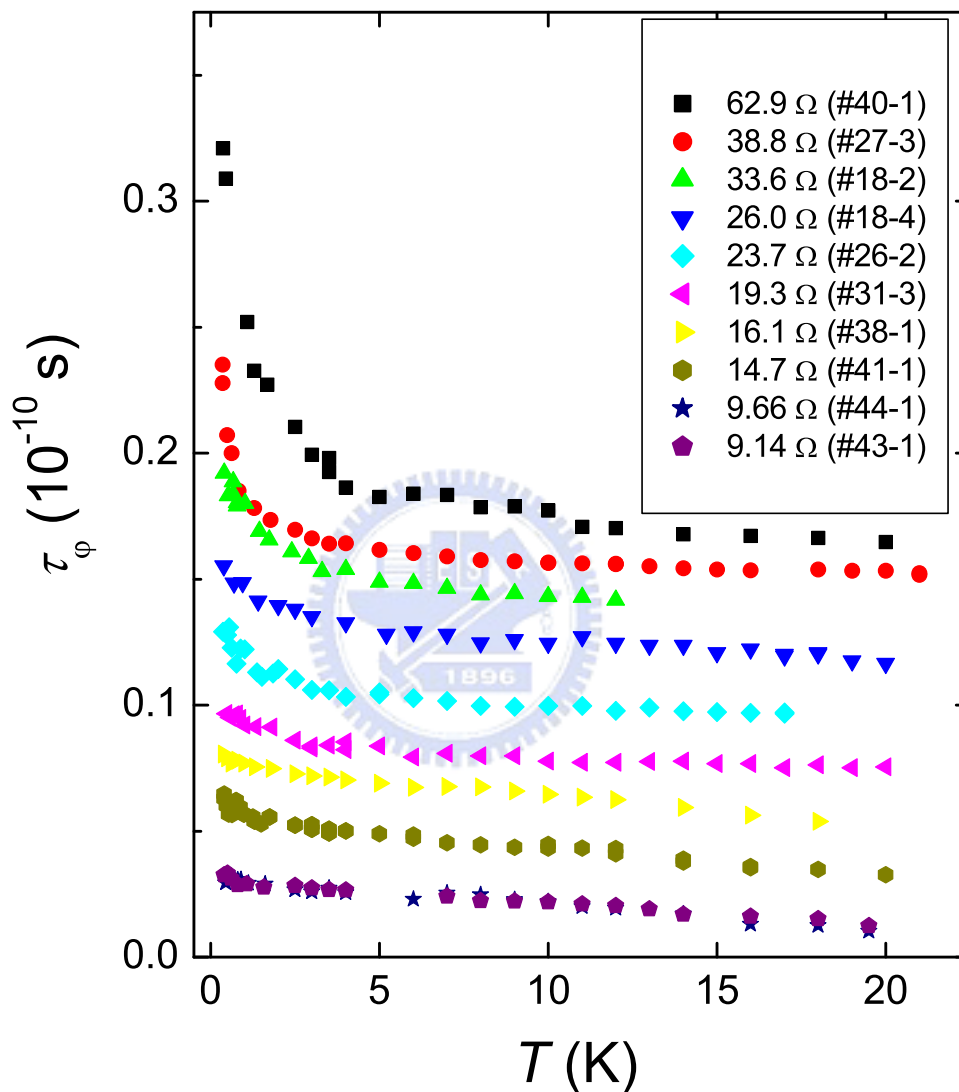 62.9 Ω (#40-1)
38.8 Ω (#27-3)
33.6 Ω (#18-2)
26.0 Ω (#18-4)
23.7 Ω (#26-2)
19.3 Ω (#31-3)
16.1 Ω (#38-1)
14.7 Ω (#41-1)
9.66 Ω (#44-1)
9.14 Ω (#43-1)
0.3
0.2
0.1
0.0
τφ (10⁻¹⁰ s)
1896
0 5 10 15 20
T (K)